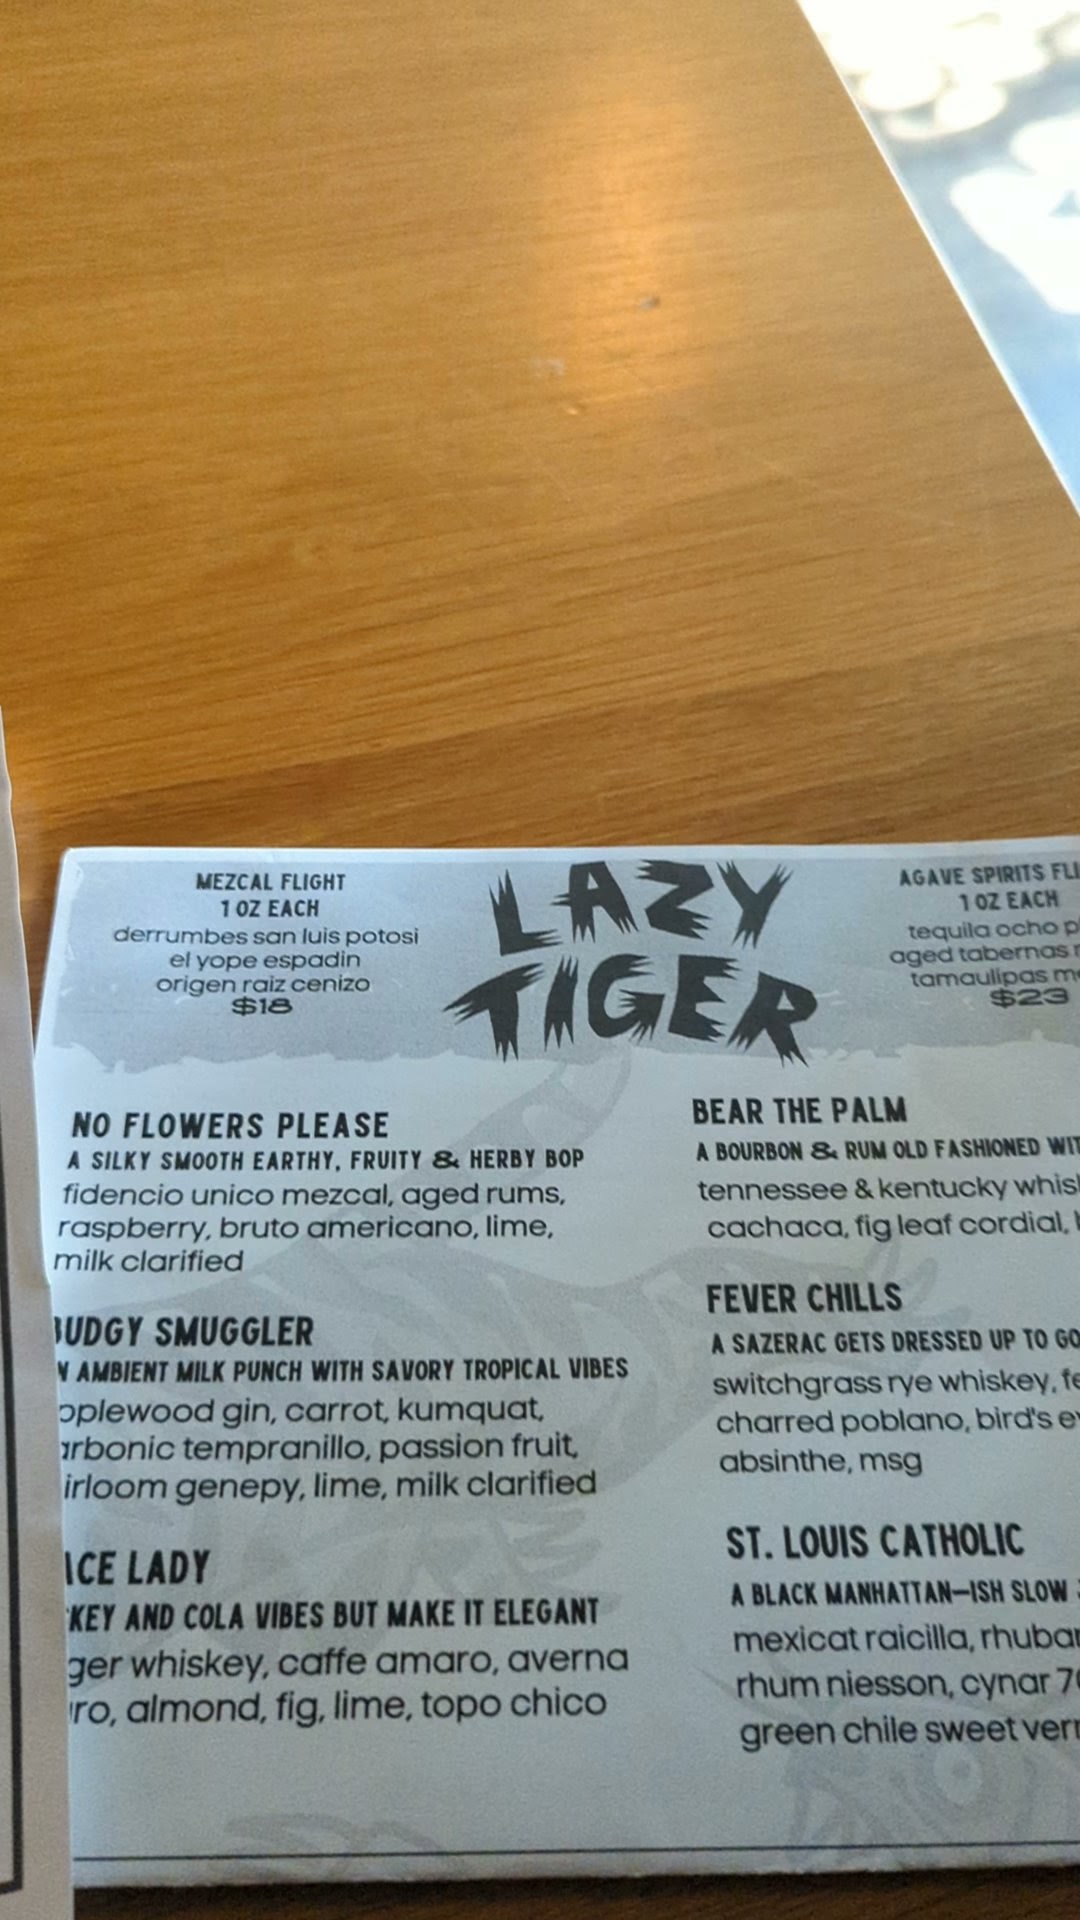 MEZCAL FLIGHT
1 OZ EACH
derrumbes san luis potosi
el yope espadin
origen raiz cenizo
$18
LAZY
TIGER
AGAVE SPIRITS
1 OZ EACH
tequila ocho
aged tabernas
tamaulipas
$23
NO FLOWERS PLEASE
A SILKY SMOOTH EARTHY, FRUITY & HERBY BOP
fidencio unico mezcal, aged rums,
raspberry, bruto americano, lime,
milk clarified
BUDGY SMUGGLER
AMBIENT MILK PUNCH WITH SAVORY TROPICAL VIBES
gin, carrot, kumquat,
tempranillo, passion fruit,
genepy, lime, milk clarified
LADY
AND COLA VIBES BUT MAKE IT ELEGANT
whiskey, caffe amaro, averna
almond, fig, lime, topo chico
BEAR THE PALM
A BOURBON & RUM OLD FASHIONED
tennessee & kentucky
cachaca, fig leaf cordial,
FEVER CHILLS
A SAZERAC GETS DRESSED UP TO GO
switchgrass rye whiskey,
charred poblano, bird's
absinthe, msg
ST. LOUIS CATHOLIC
A BLACK MANHATTAN-ISH SLOW
mexicat raicilla,
rhum niesson, cynar
green chile sweet